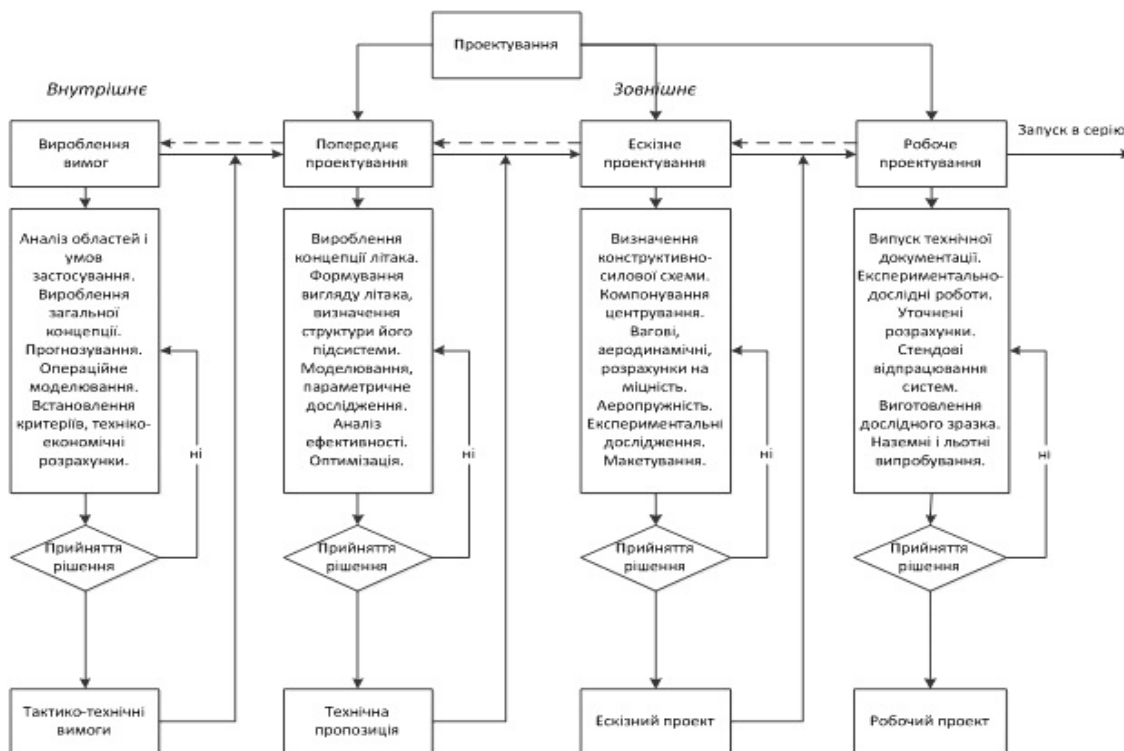 Проектування
Внутрішнє
Зовнішнє
Вироблення
вимог
Попереднє
проектування
Ескізне
проектування
Робоче
проектування
Запуск в серію
Аналіз областей і
умов
застосування.
Вироблення
загальної
концепції.
Прогнозування.
Операційне
моделювання.
Встановлення
критеріїв, техніко-
економічні
розрахунки.
ні
Вироблення
концепції літака.
Формування
вигляду літака,
визначення
структури його
підсистеми.
Моделювання,
параметричне
дослідження.
Аналіз
ефективності.
Оптимізація.
ні
Визначення
конструктивно-
силової схеми.
Компонування
центрування.
Вагові,
аеродинамічні,
розрахунки на
міцність.
Аеропружність.
Експериментальні
дослідження.
Макетування.
ні
Випуск технічної
документації.
Експериментально-
дослідні роботи.
Уточнені
розрахунки.
Стендові
відпрацювання
систем.
Виготовлення
дослідного зразка.
Наземні і льотні
випробування.
ні
Прийняття
рішення
Прийняття
рішення
Прийняття
рішення
Прийняття
рішення
Тактико-технічні
вимоги
Технічна
пропозиція
Ескізний проект
Робочий проект